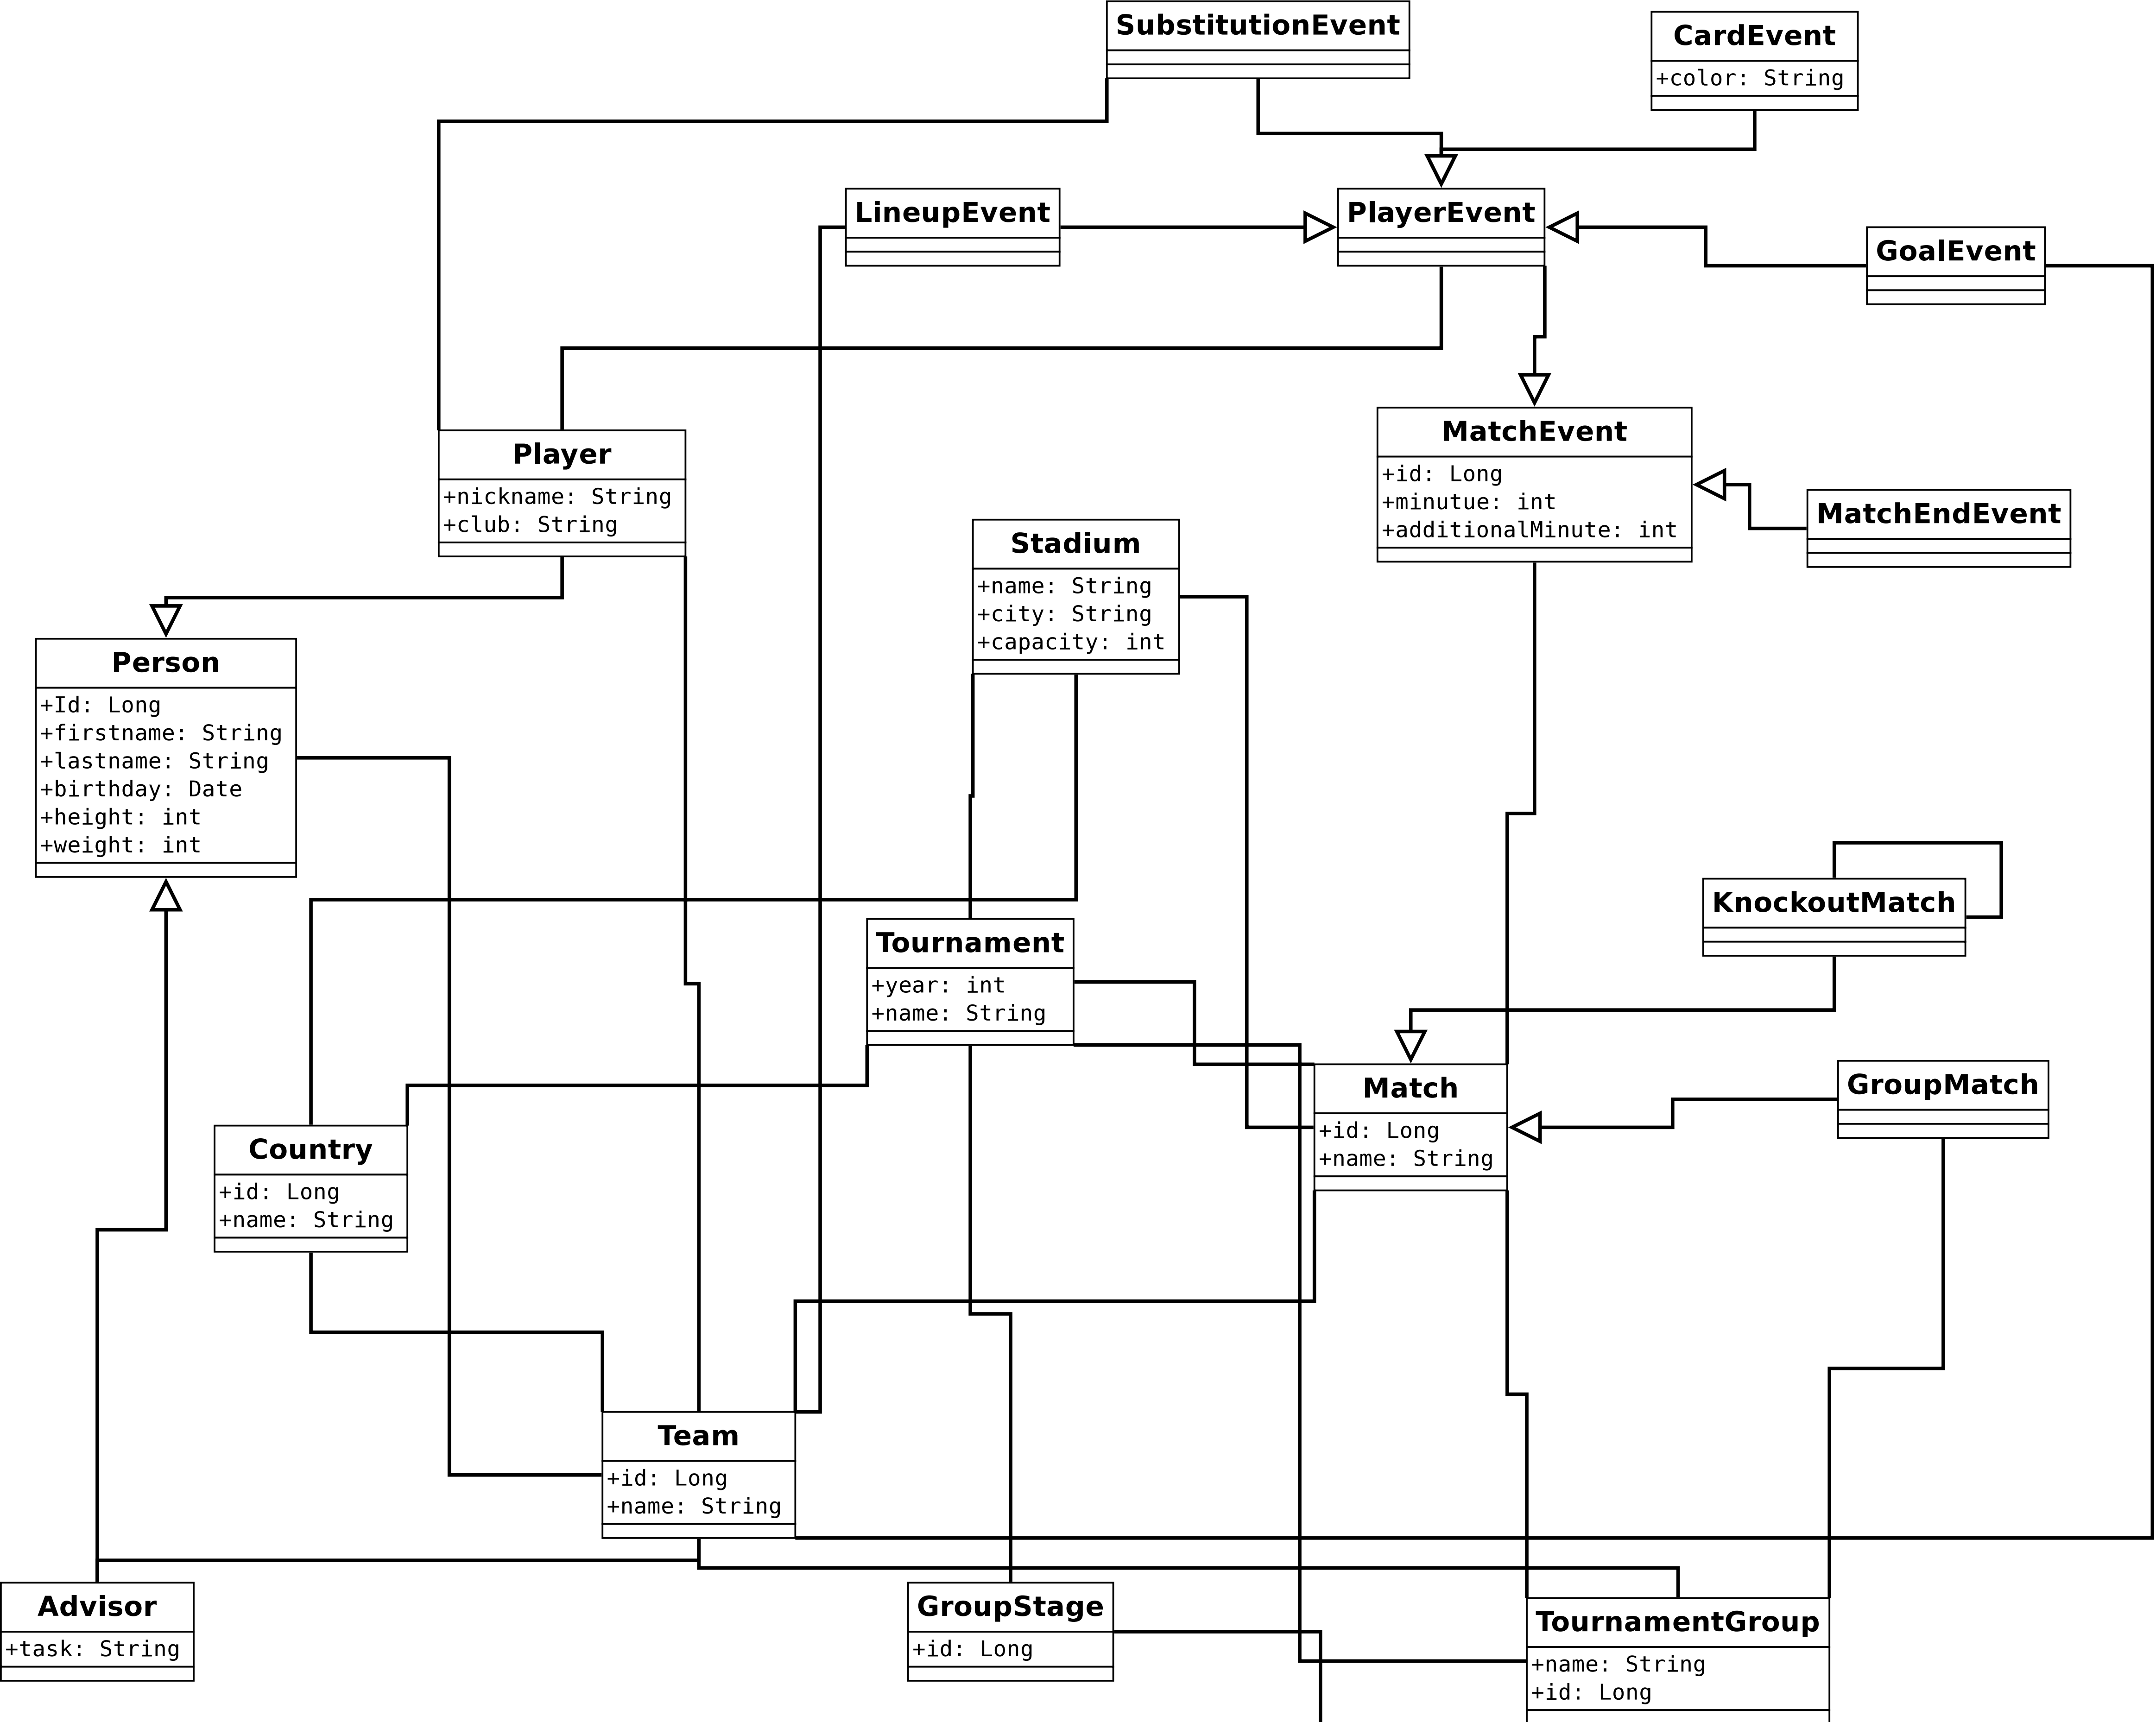 SubstitutionEvent
CardEvent
+color: String
LineupEvent
PlayerEvent
GoalEvent
Player
+nickname: String
+club: String
MatchEvent
+id: Long
+minutue: int
+additionalMinute: int
MatchEndEvent
Stadium
+name: String
+city: String
+capacity: int
Person
+Id: Long
+firstname: String
+lastname: String
+birthday: Date
+height: int
+weight: int
KnockoutMatch
Tournament
+year: int
+name: String
Match
+id: Long
+name: String
GroupMatch
Country
+id: Long
+name: String
Team
+id: Long
+name: String
Advisor
+task: String
GroupStage
+id: Long
TournamentGroup
+name: String
+id: Long